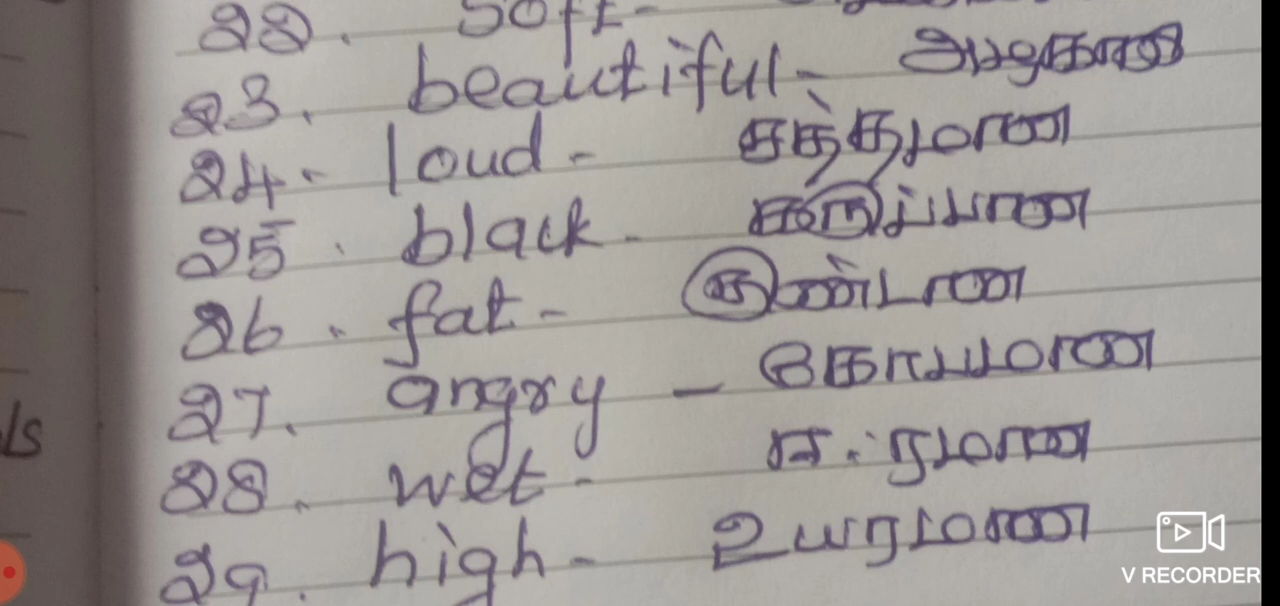 22. soft -
23. beautiful - அழகான
24. loud - சத்தமான
25. black - கருப்பான
26. fat - குண்டான
27. angry - கோபமான
28. wet - ஈரமான
29. high - உயரமான
ls
V RECORDER